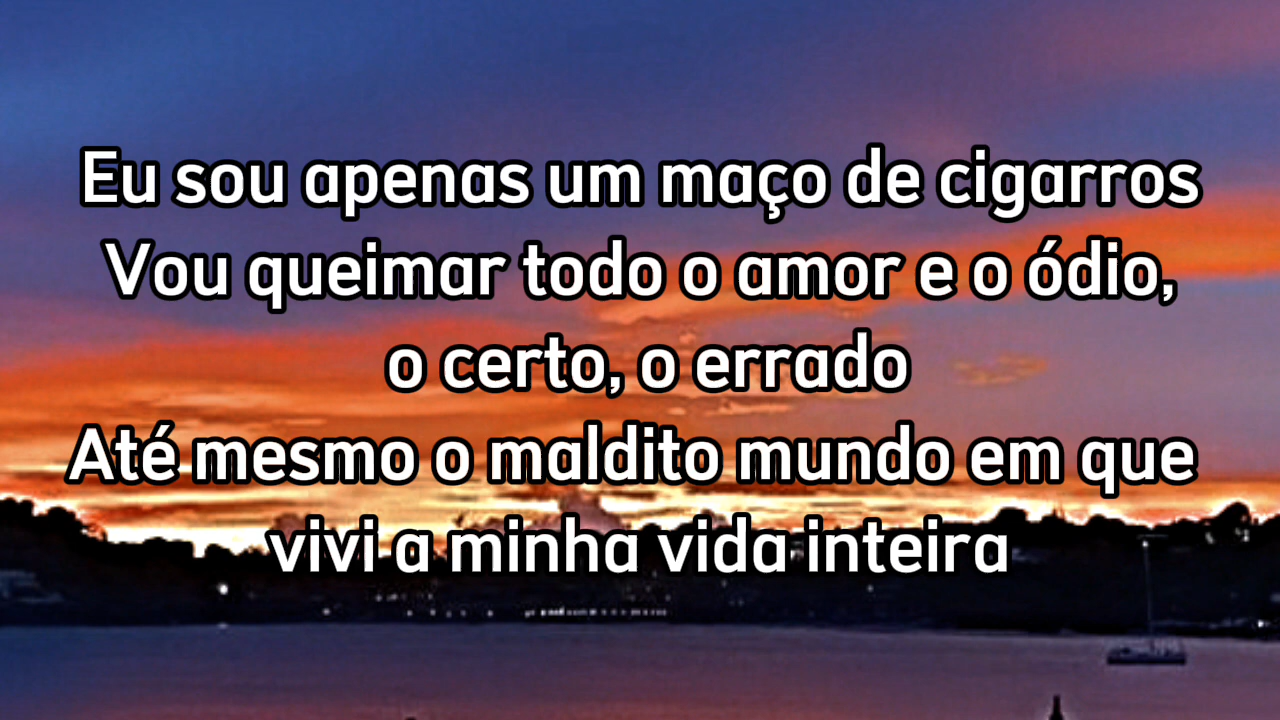 Eu sou apenas um maço de cigarros
Vou queimar todo o amor e o ódio,
o certo, o errado
Até mesmo o maldito mundo em que
vivi a minha vida inteira